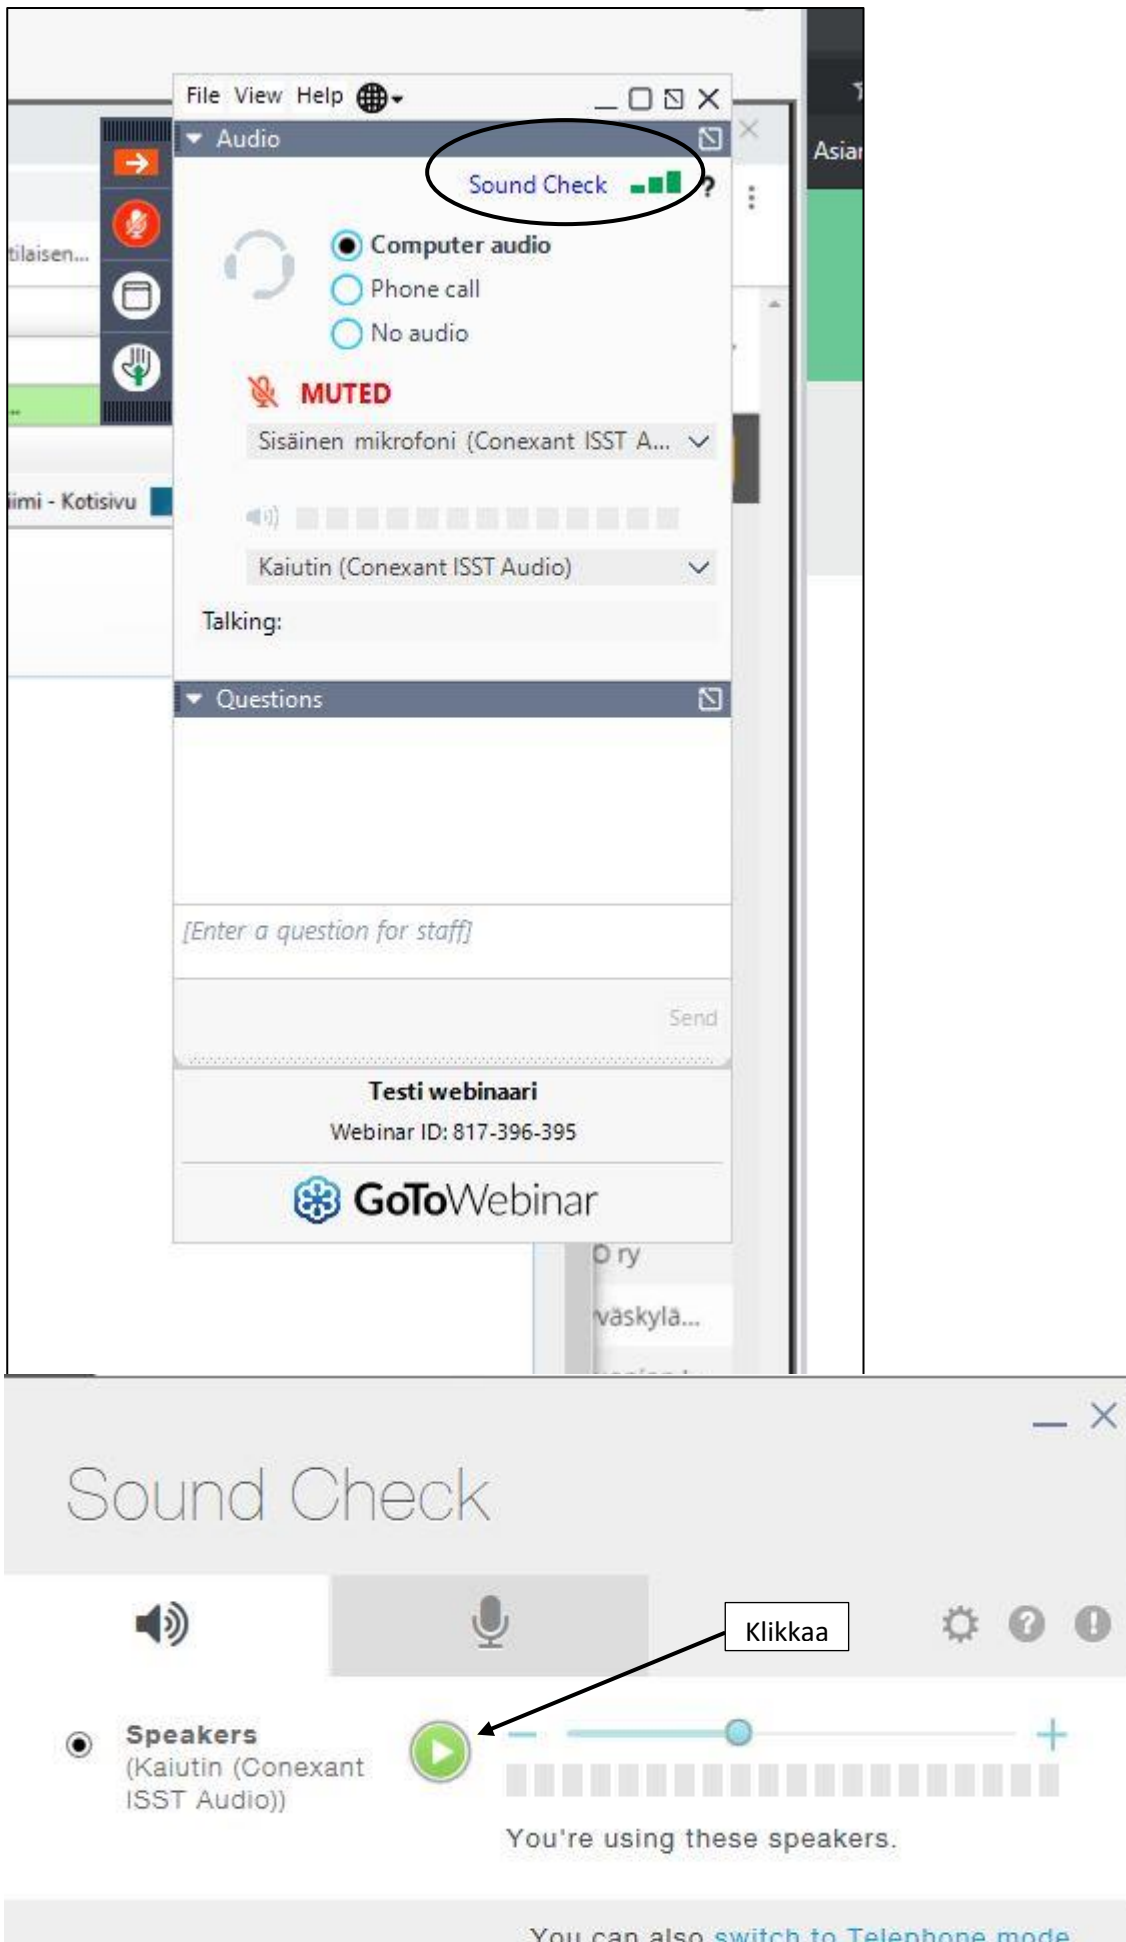 File View Help
Audio
Asiar
Sound Check ?
tilaisen...
Computer audio
Phone call
No audio
MUTED
...
Sisäinen mikrofoni (Conexant ISST A...
iimi - Kotisivu
Kaiutin (Conexant ISST Audio)
Talking:
Questions
[Enter a question for staff]
Send
Testi webinaari
Webinar ID: 817-396-395
GoToWebinar
O ry
väskylä...
Sound Check
Klikkaa
Speakers
(Kaiutin (Conexant
ISST Audio))
You're using these speakers.
You can also switch to Telephone mode